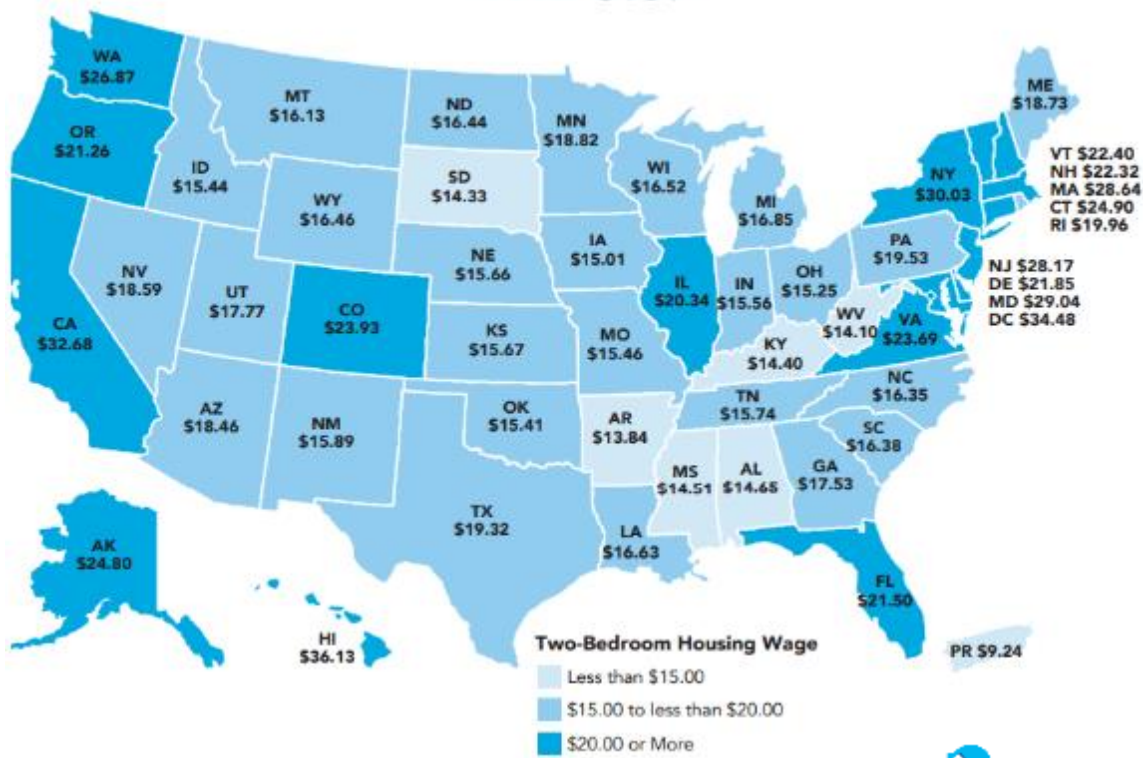 WA
$26.87
OR
$21.26
CA
$32.68
ID
$15.44
NV
$18.59
MT
$16.13
WY
$16.46
UT
$17.77
CO
$23.93
AZ
$18.46
NM
$15.89
ND
$16.44
SD
$14.33
NE
$15.66
KS
$15.67
OK
$15.41
TX
$19.32
MN
$18.82
IA
$15.01
MO
$15.46
AR
$13.84
LA
$16.63
WI
$16.52
IL
$20.34
MI
$16.85
IN
$15.56
OH
$15.25
KY
$14.40
TN
$15.74
MS
$14.51
AL
$14.65
GA
$17.53
FL
$21.50
SC
$16.38
NC
$16.35
VA
$23.69
WV
$14.10
PA
$19.53
NY
$30.03
ME
$18.73
VT $22.40
NH $22.32
MA $28.64
CT $24.90
RI $19.96
NJ $28.17
DE $21.85
MD $29.04
DC $34.48
AK
$24.80
HI
$36.13
PR $9.24
Two-Bedroom Housing Wage
Less than $15.00
$15.00 to less than $20.00
$20.00 or More